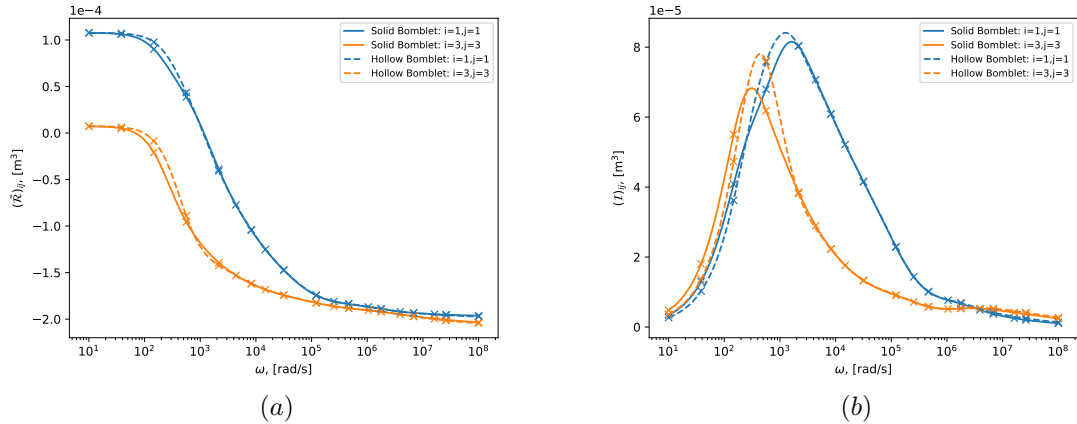 1e−4
Solid Bomblet: i=1,j=1
Solid Bomblet: i=3,j=3
Hollow Bomblet: i=1,j=1
Hollow Bomblet: i=3,j=3
1.0
0.5
0.0
−0.5
−1.0
−1.5
−2.0
(R̃)ij, [m³]
10¹ 10² 10³ 10⁴ 10⁵ 10⁶ 10⁷ 10⁸
ω, [rad/s]
(a)
1e−5
Solid Bomblet: i=1,j=1
Solid Bomblet: i=3,j=3
Hollow Bomblet: i=1,j=1
Hollow Bomblet: i=3,j=3
8
6
4
2
0
(I)ij, [m³]
10¹ 10² 10³ 10⁴ 10⁵ 10⁶ 10⁷ 10⁸
ω, [rad/s]
(b)